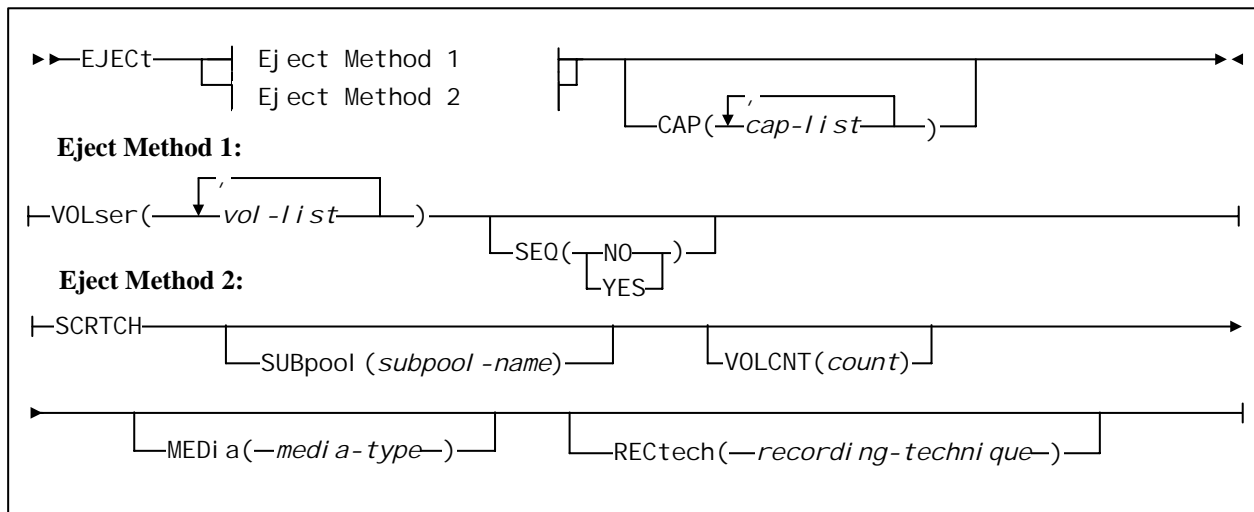 EJECt Eject Method 1
Eject Method 2
,
CAP( cap-list )
Eject Method 1:
,
VOLser( vol-list )
SEQ( NO )
YES
Eject Method 2:
SCRTCH
SUBpool(subpool-name) VOLCNT(count)
MEDia( media-type ) RECtech( recording-technique )